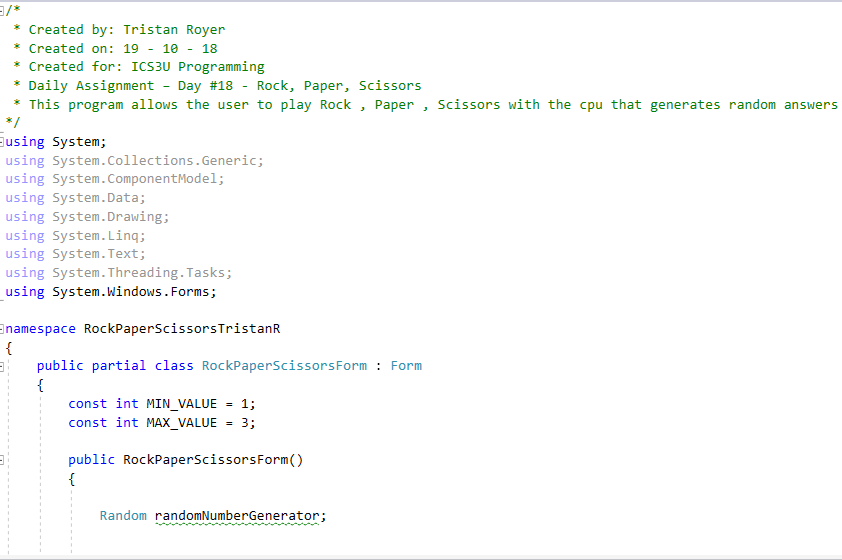 /*
 * Created by: Tristan Royer
 * Created on: 19 - 10 - 18
 * Created for: ICS3U Programming
 * Daily Assignment – Day #18 - Rock, Paper, Scissors
 * This program allows the user to play Rock , Paper , Scissors with the cpu that generates random answers
*/
using System;
using System.Collections.Generic;
using System.ComponentModel;
using System.Data;
using System.Drawing;
using System.Linq;
using System.Text;
using System.Threading.Tasks;
using System.Windows.Forms;
namespace RockPaperScissorsTristanR
{
    public partial class RockPaperScissorsForm : Form
    {
        const int MIN_VALUE = 1;
        const int MAX_VALUE = 3;
        public RockPaperScissorsForm()
        {
            Random randomNumberGenerator;